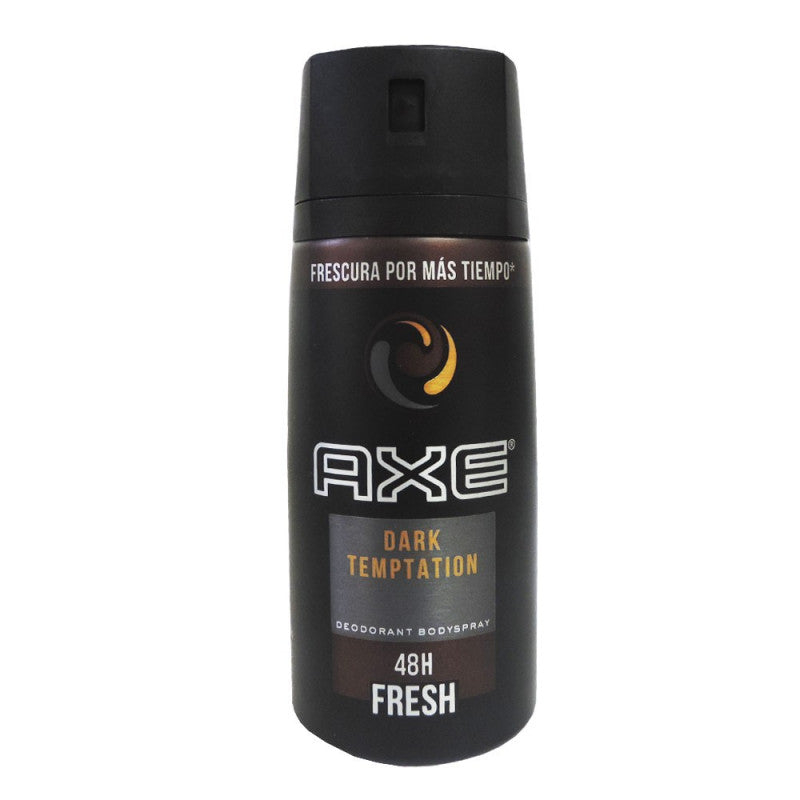 FRESCURA POR MÁS TIEMPO*
AXE®
DARK
TEMPTATION
DEODORANT BODYSPRAY
48H
FRESH